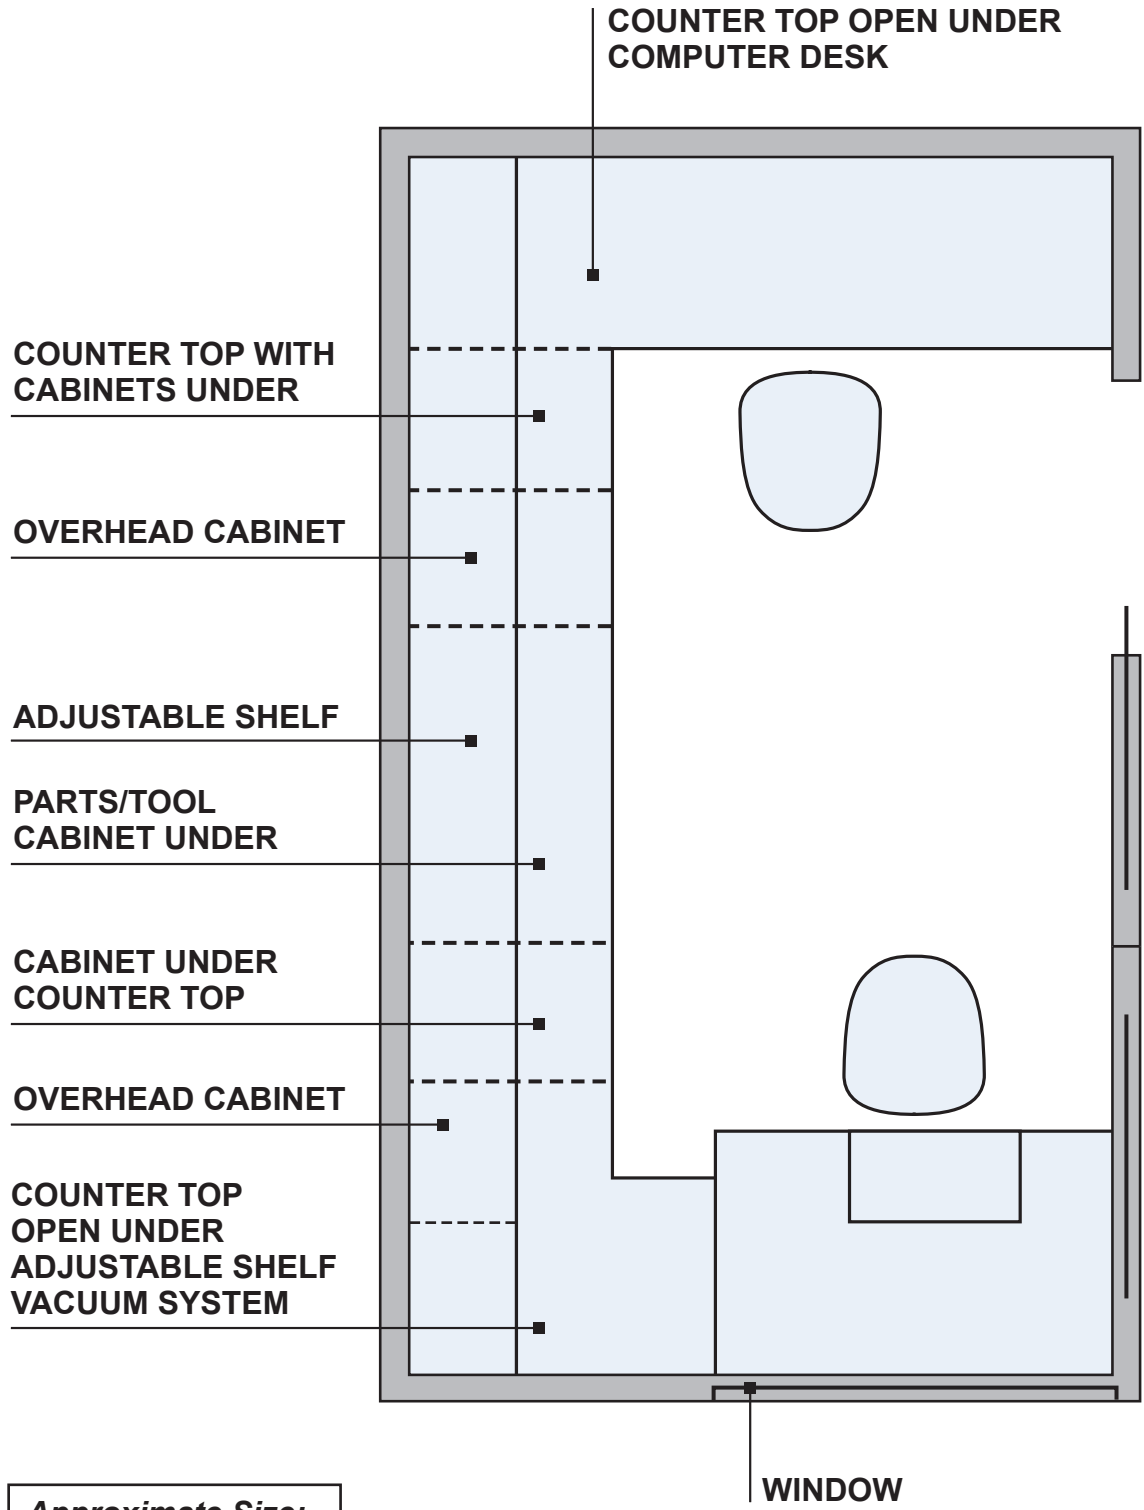 COUNTER TOP OPEN UNDER
COMPUTER DESK
COUNTER TOP WITH
CABINETS UNDER
OVERHEAD CABINET
ADJUSTABLE SHELF
PARTS/TOOL
CABINET UNDER
CABINET UNDER
COUNTER TOP
OVERHEAD CABINET
COUNTER TOP
OPEN UNDER
ADJUSTABLE SHELF
VACUUM SYSTEM
WINDOW
Approximate Size: